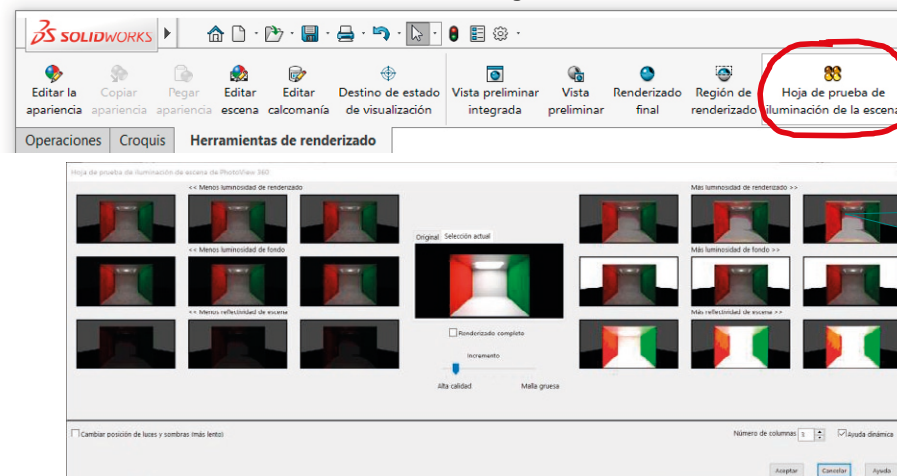 SOLIDWORKS
Editar la apariencia
Copiar apariencia
Pegar apariencia
Editar escena
Editar calcomanía
Destino de estado de visualización
Vista preliminar integrada
Vista preliminar
Renderizado final
Región de renderizado
Hoja de prueba de iluminación de la escena
Operaciones Croquis Herramientas de renderizado
Hoja de prueba de iluminación de escena de PhotoView 360
<< Menos luminosidad de renderizado
Más luminosidad de renderizado >>
Original Selección actual
<< Menos luminosidad de fondo
Más luminosidad de fondo >>
<< Menos reflectividad de escena
Más reflectividad de escena >>
Renderizado completo
Incremento
Alta calidad Malla gruesa
Cambiar posición de luces y sombras (más lento)
Número de columnas 3 Ayuda dinámica
Aceptar Cancelar Ayuda